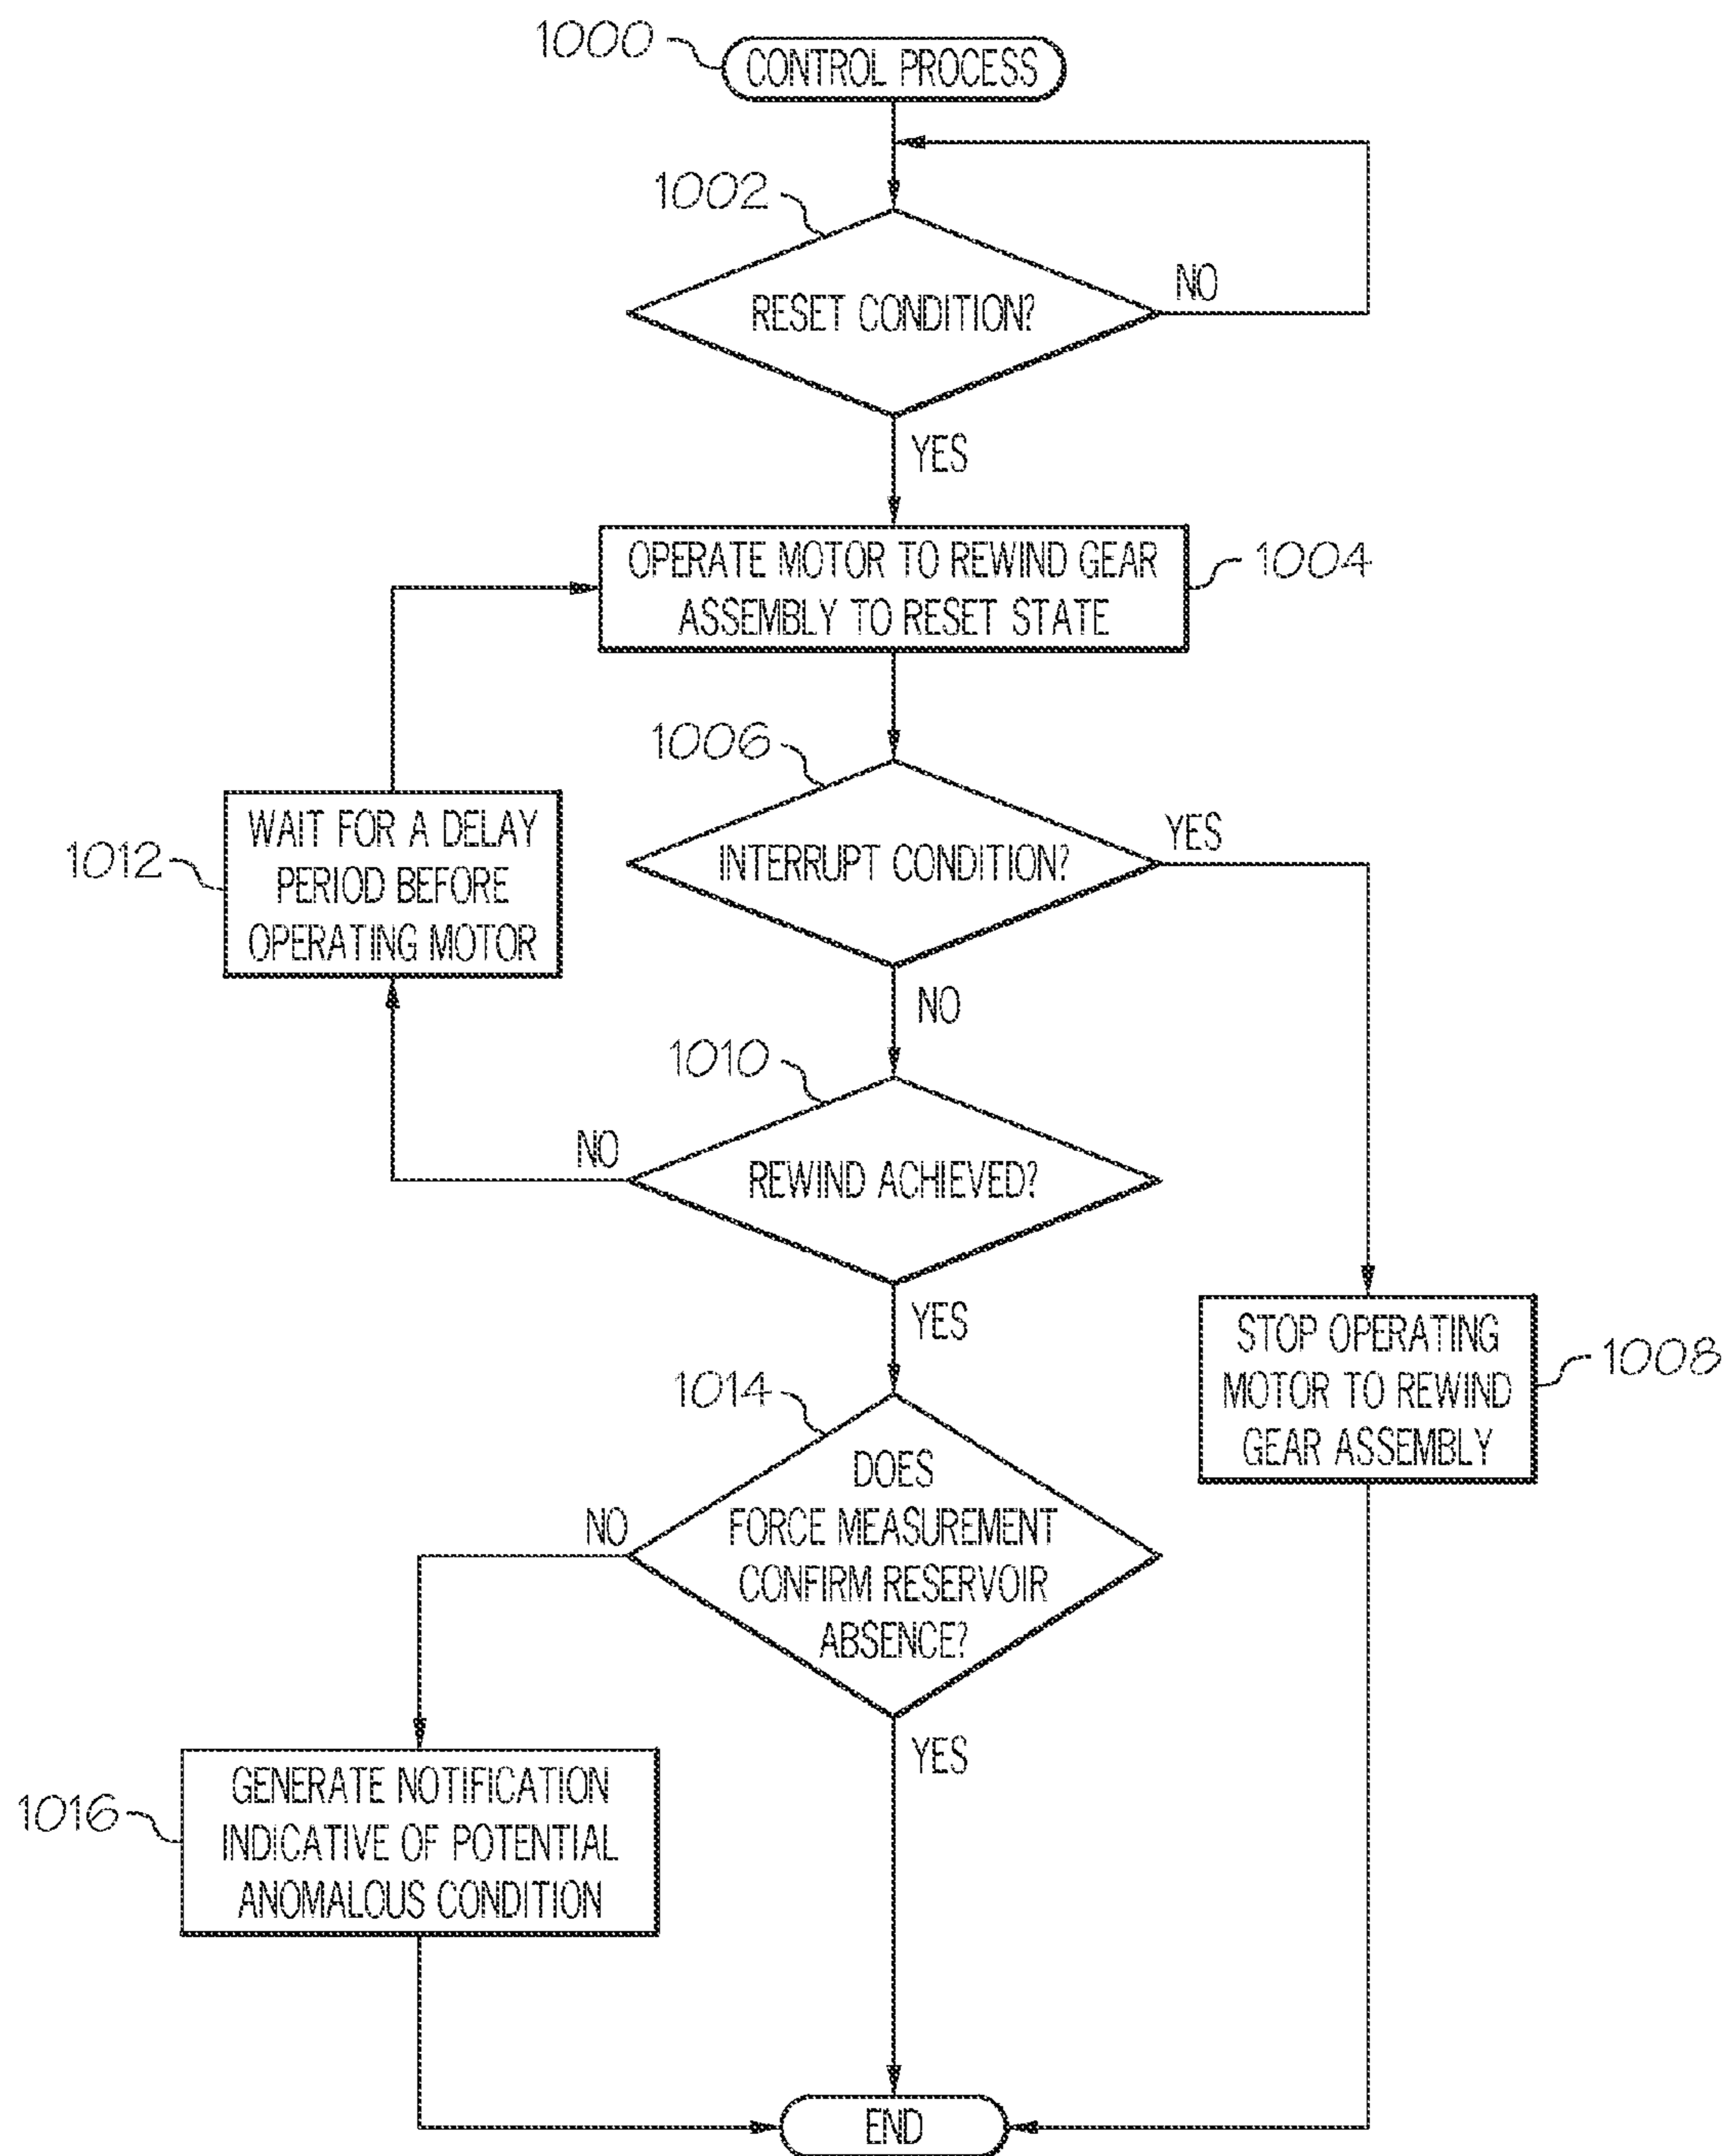 1000
CONTROL PROCESS
1002
RESET CONDITION?
NO
YES
OPERATE MOTOR TO REWIND GEAR
ASSEMBLY TO RESET STATE
1004
1006
INTERRUPT CONDITION?
YES
NO
1012
WAIT FOR A DELAY
PERIOD BEFORE
OPERATING MOTOR
1010
REWIND ACHIEVED?
NO
YES
STOP OPERATING
MOTOR TO REWIND
GEAR ASSEMBLY
1008
1014
DOES
FORCE MEASUREMENT
CONFIRM RESERVOIR
ABSENCE?
NO
YES
1016
GENERATE NOTIFICATION
INDICATIVE OF POTENTIAL
ANOMALOUS CONDITION
END